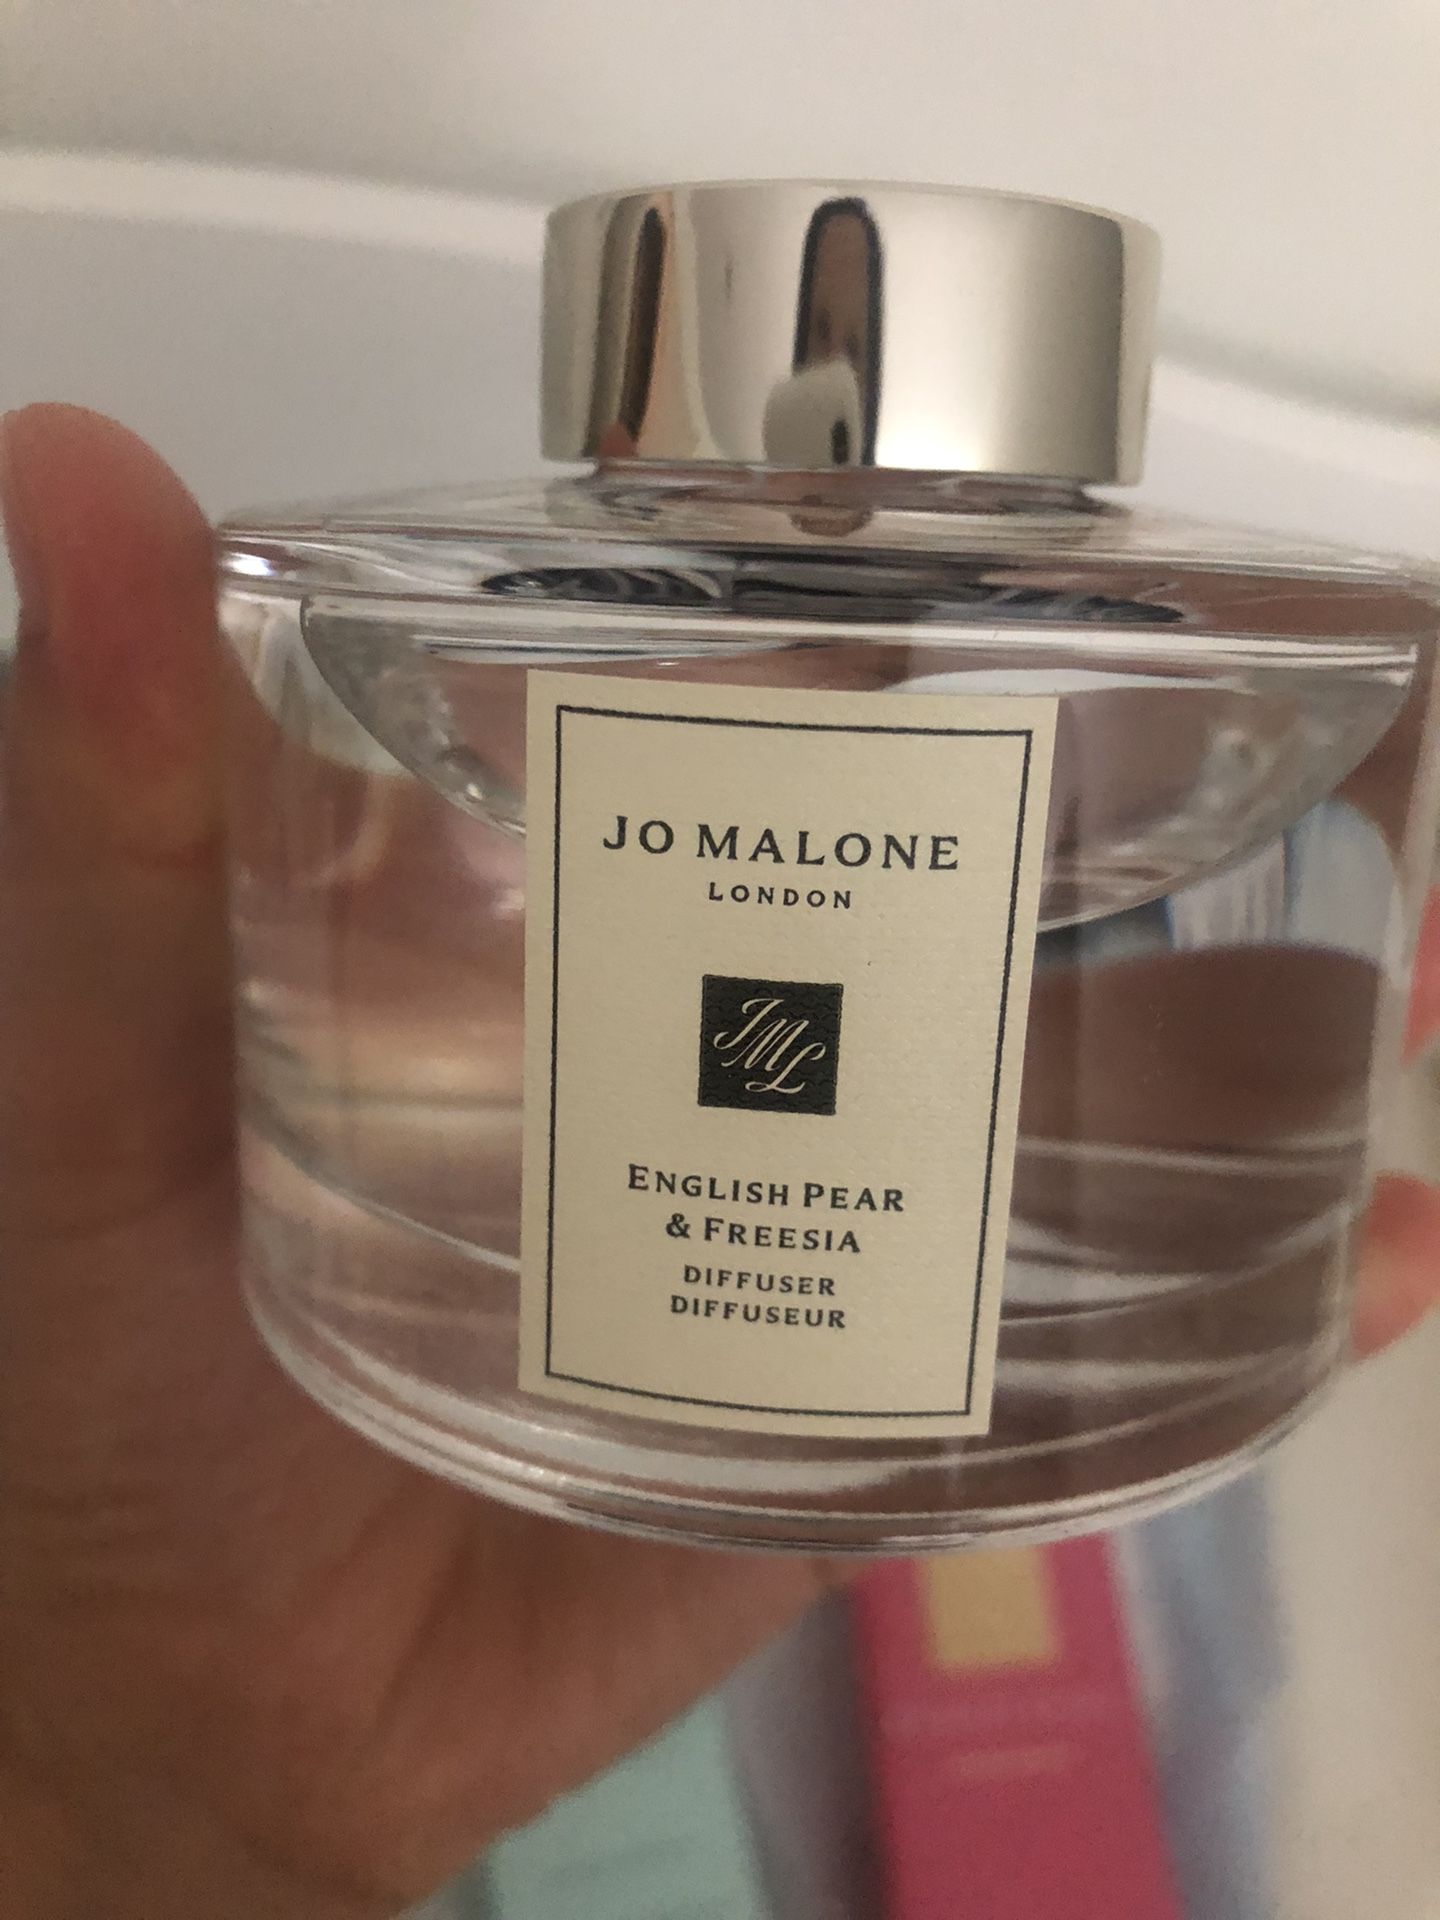 JO MALONE
LONDON
JML
ENGLISH PEAR
& FREESIA
DIFFUSER
DIFFUSEUR